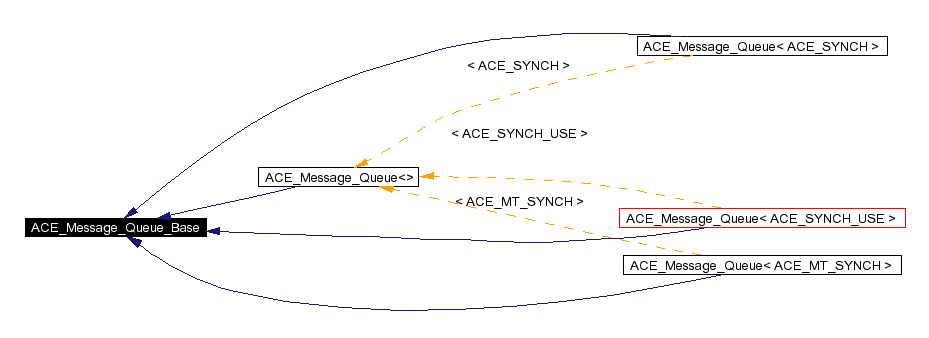 ACE_Message_Queue< ACE_SYNCH >
< ACE_SYNCH >
< ACE_SYNCH_USE >
ACE_Message_Queue<>
< ACE_MT_SYNCH >
ACE_Message_Queue< ACE_SYNCH_USE >
ACE_Message_Queue_Base
ACE_Message_Queue< ACE_MT_SYNCH >